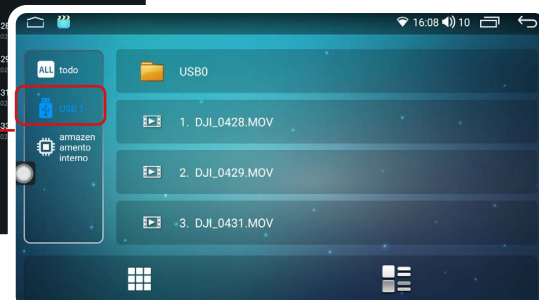 16:08 10
ALL todo
USB0
USB 1
1. DJI_0428.MOV
armazen
amento
interno
2. DJI_0429.MOV
3. DJI_0431.MOV